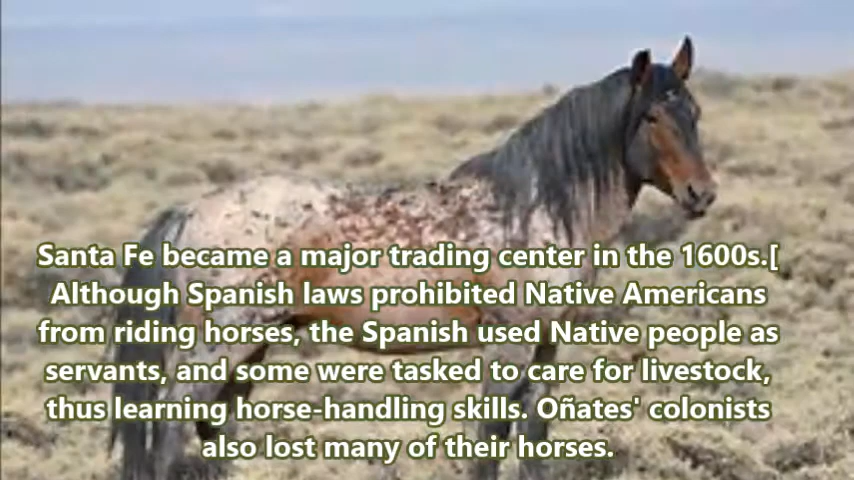 Santa Fe became a major trading center in the 1600s.[
Although Spanish laws prohibited Native Americans
from riding horses, the Spanish used Native people as
servants, and some were tasked to care for livestock,
thus learning horse-handling skills. Oñates' colonists
also lost many of their horses.